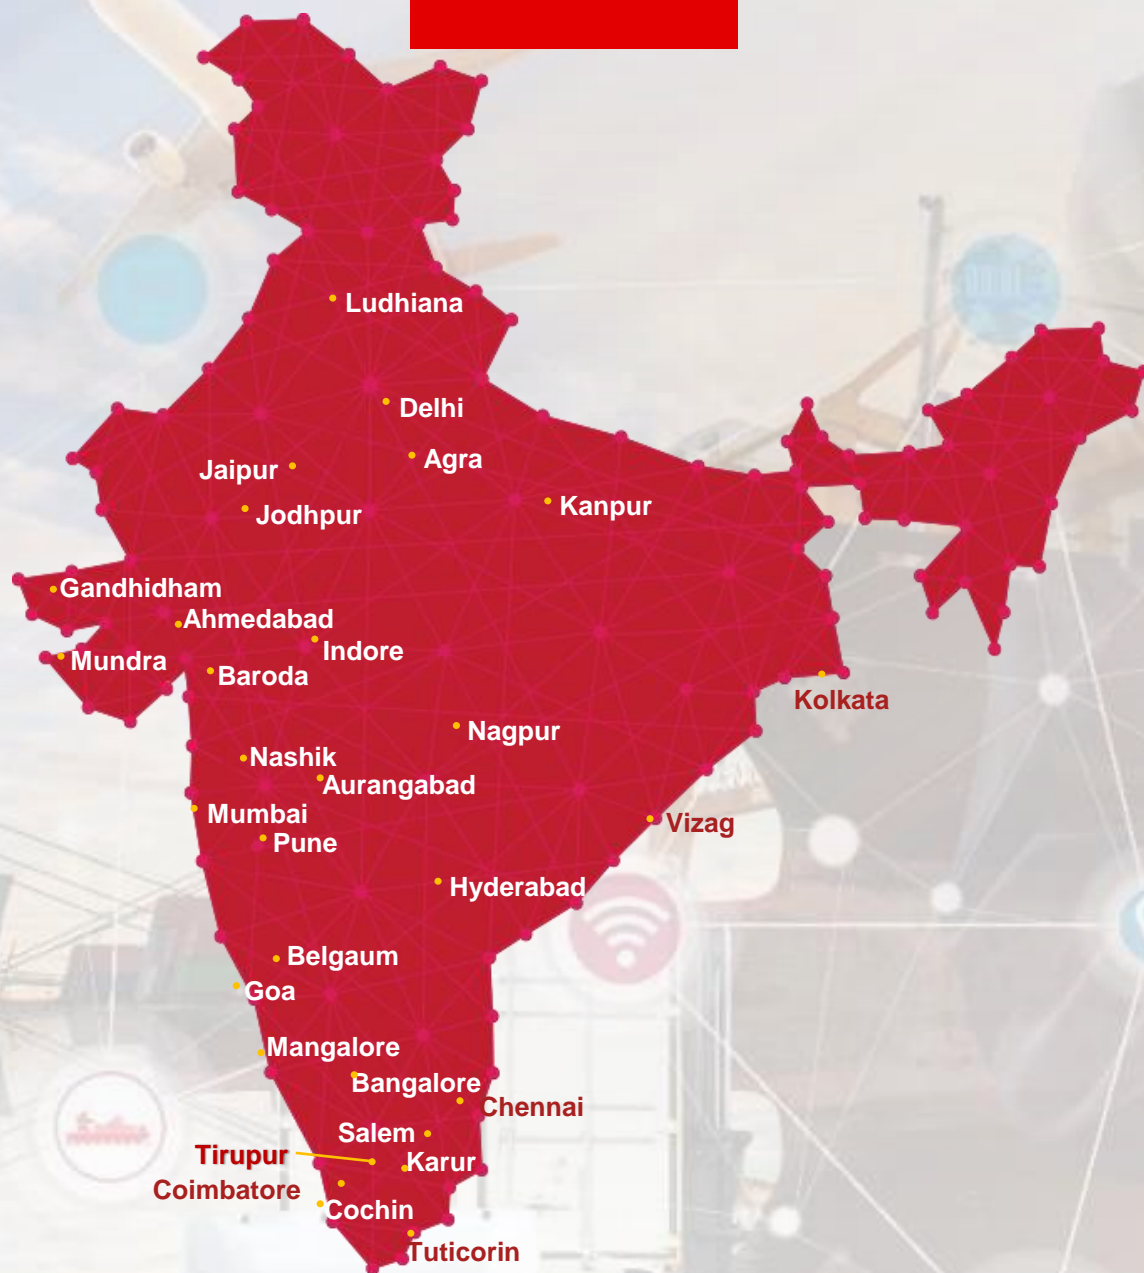 Ludhiana
Delhi
Agra
Jaipur
Kanpur
Jodhpur
Gandhidham
Ahmedabad
Indore
Mundra
Baroda
Kolkata
Nagpur
Nashik
Aurangabad
Mumbai
Vizag
Pune
Hyderabad
Belgaum
Goa
Mangalore
Bangalore
Chennai
Salem
Tirupur
Karur
Coimbatore
Cochin
Tuticorin